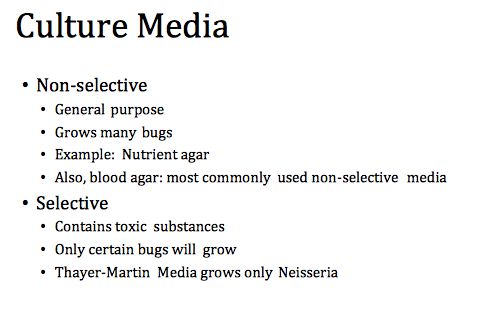 Culture Media
• Non-selective
• General purpose
• Grows many bugs
• Example: Nutrient agar
• Also, blood agar: most commonly used non-selective media
• Selective
• Contains toxic substances
• Only certain bugs will grow
• Thayer-Martin Media grows only Neisseria